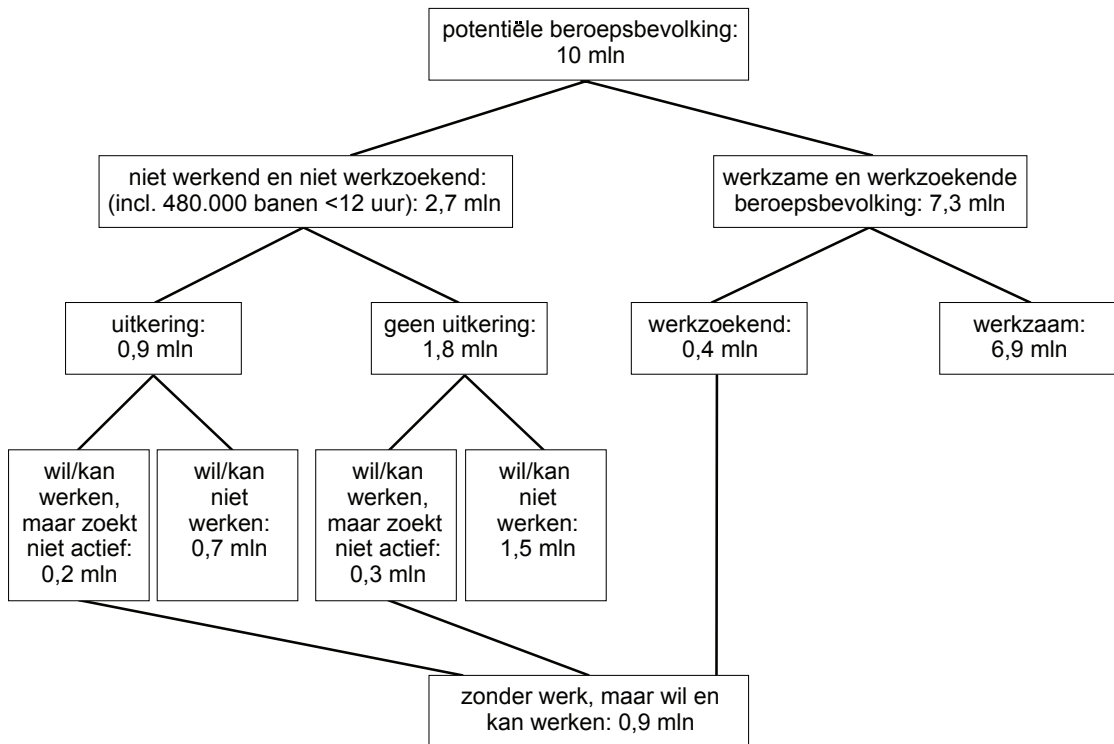 potentiële beroepsbevolking:
10 mln
niet werkend en niet werkzoekend:
(incl. 480.000 banen <12 uur): 2,7 mln
werkzame en werkzoekende
beroepsbevolking: 7,3 mln
uitkering:
0,9 mln
geen uitkering:
1,8 mln
werkzoekend:
0,4 mln
werkzaam:
6,9 mln
wil/kan
werken,
maar zoekt
niet actief:
0,2 mln
wil/kan
niet
werken:
0,7 mln
wil/kan
werken,
maar zoekt
niet actief:
0,3 mln
wil/kan
niet
werken:
1,5 mln
zonder werk, maar wil en
kan werken: 0,9 mln